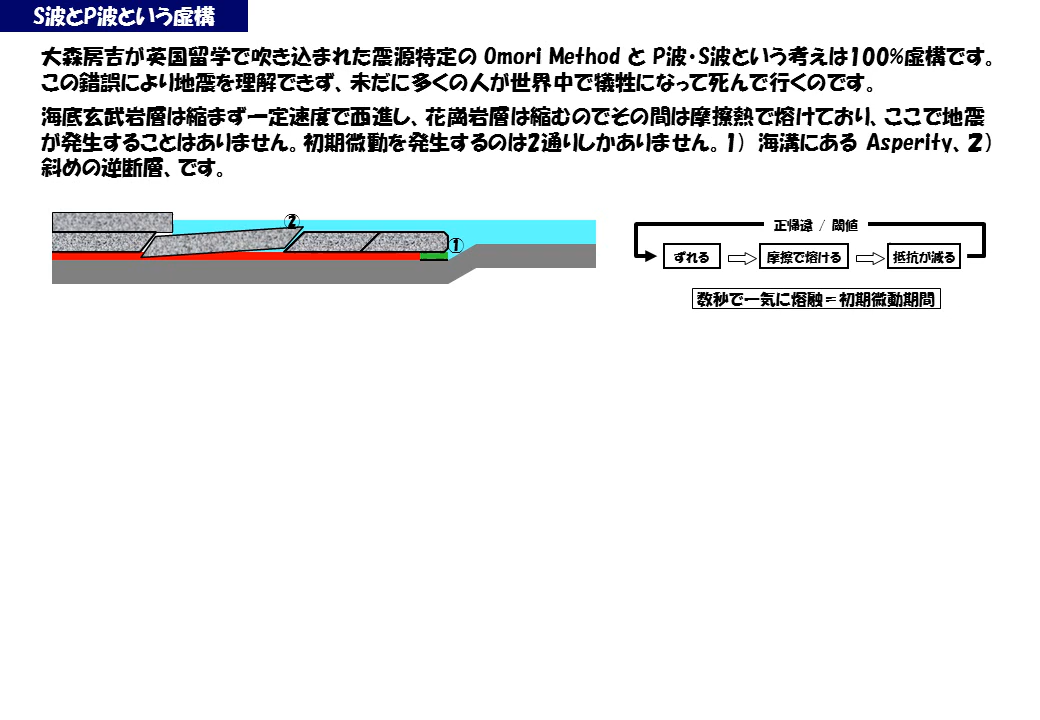 S波とP波という虚構
大森房吉が英国留学で吹き込まれた震源特定の Omori Method と P波・S波という考えは100%虚構です。
この錯誤により地震を理解できず、未だに多くの人が世界中で犠牲になって死んで行くのです。
海底玄武岩層は縮まず一定速度で西進し、花崗岩層は縮むのでその間は摩擦熱で熔けており、ここで地震
が発生することはありません。初期微動を発生するのは2通りしかありません。1） 海溝にある Asperity、2）
斜めの逆断層、です。
②
①
正帰還 / 閾値
ずれる
摩擦で熔ける
抵抗が減る
数秒で一気に熔融＝初期微動期間